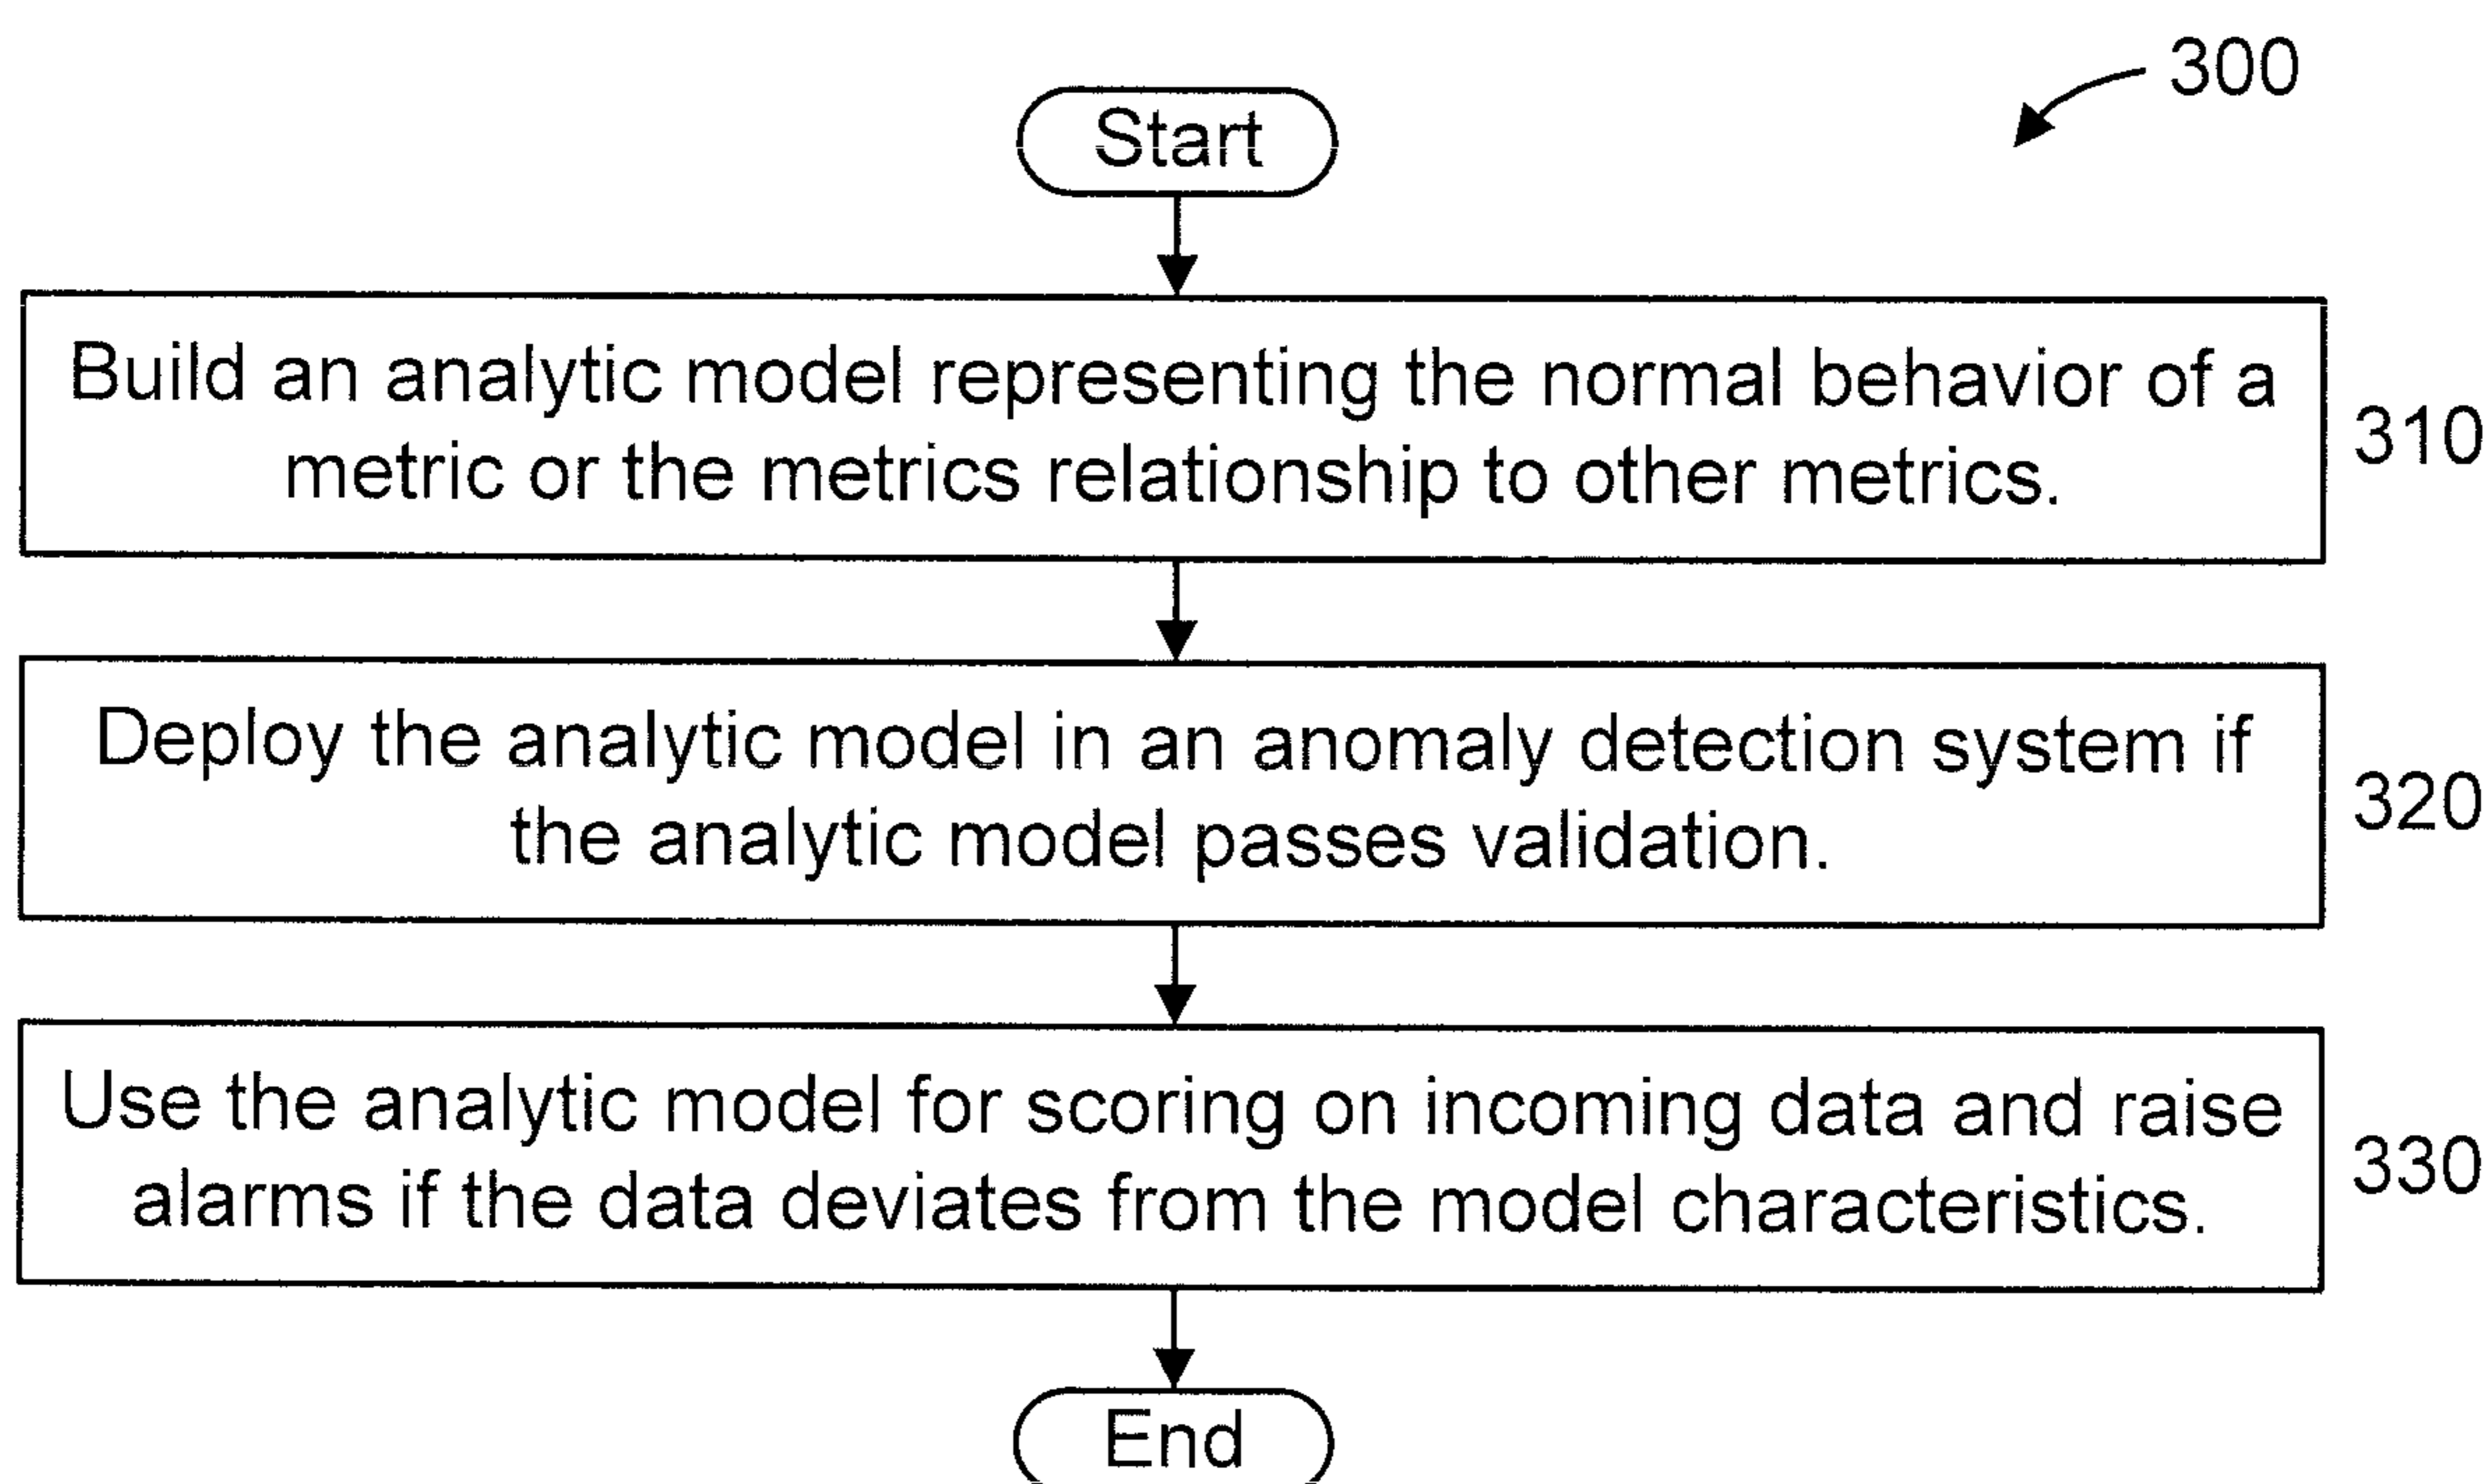 300
Start
Build an analytic model representing the normal behavior of a
metric or the metrics relationship to other metrics.
310
Deploy the analytic model in an anomaly detection system if
the analytic model passes validation.
320
Use the analytic model for scoring on incoming data and raise
alarms if the data deviates from the model characteristics.
330
End